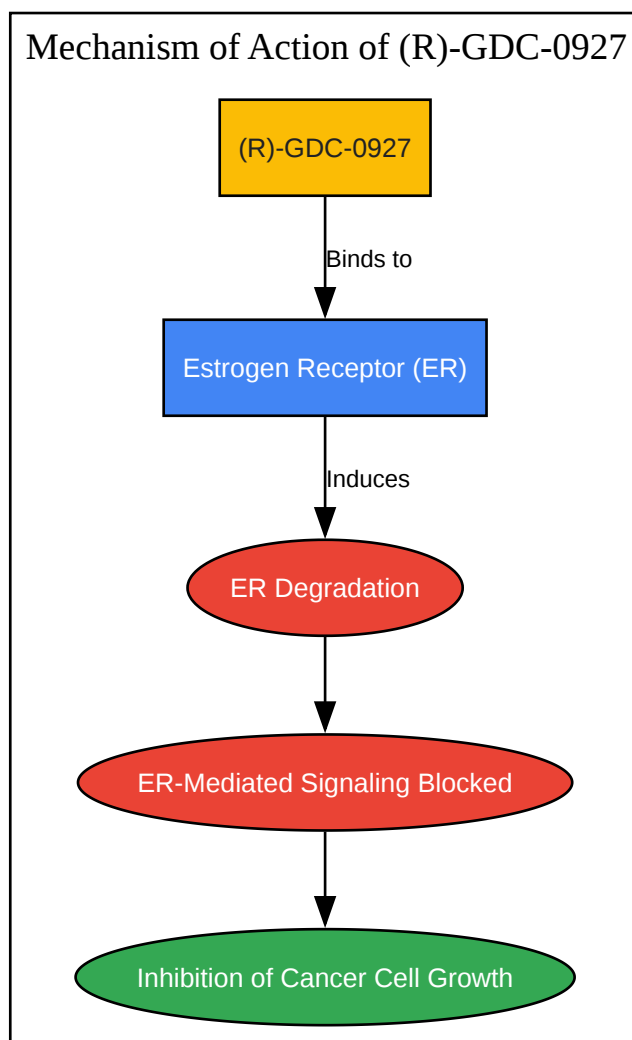 Mechanism of Action of (R)-GDC-0927
(R)-GDC-0927
Binds to
Estrogen Receptor (ER)
Induces
ER Degradation
ER-Mediated Signaling Blocked
Inhibition of Cancer Cell Growth